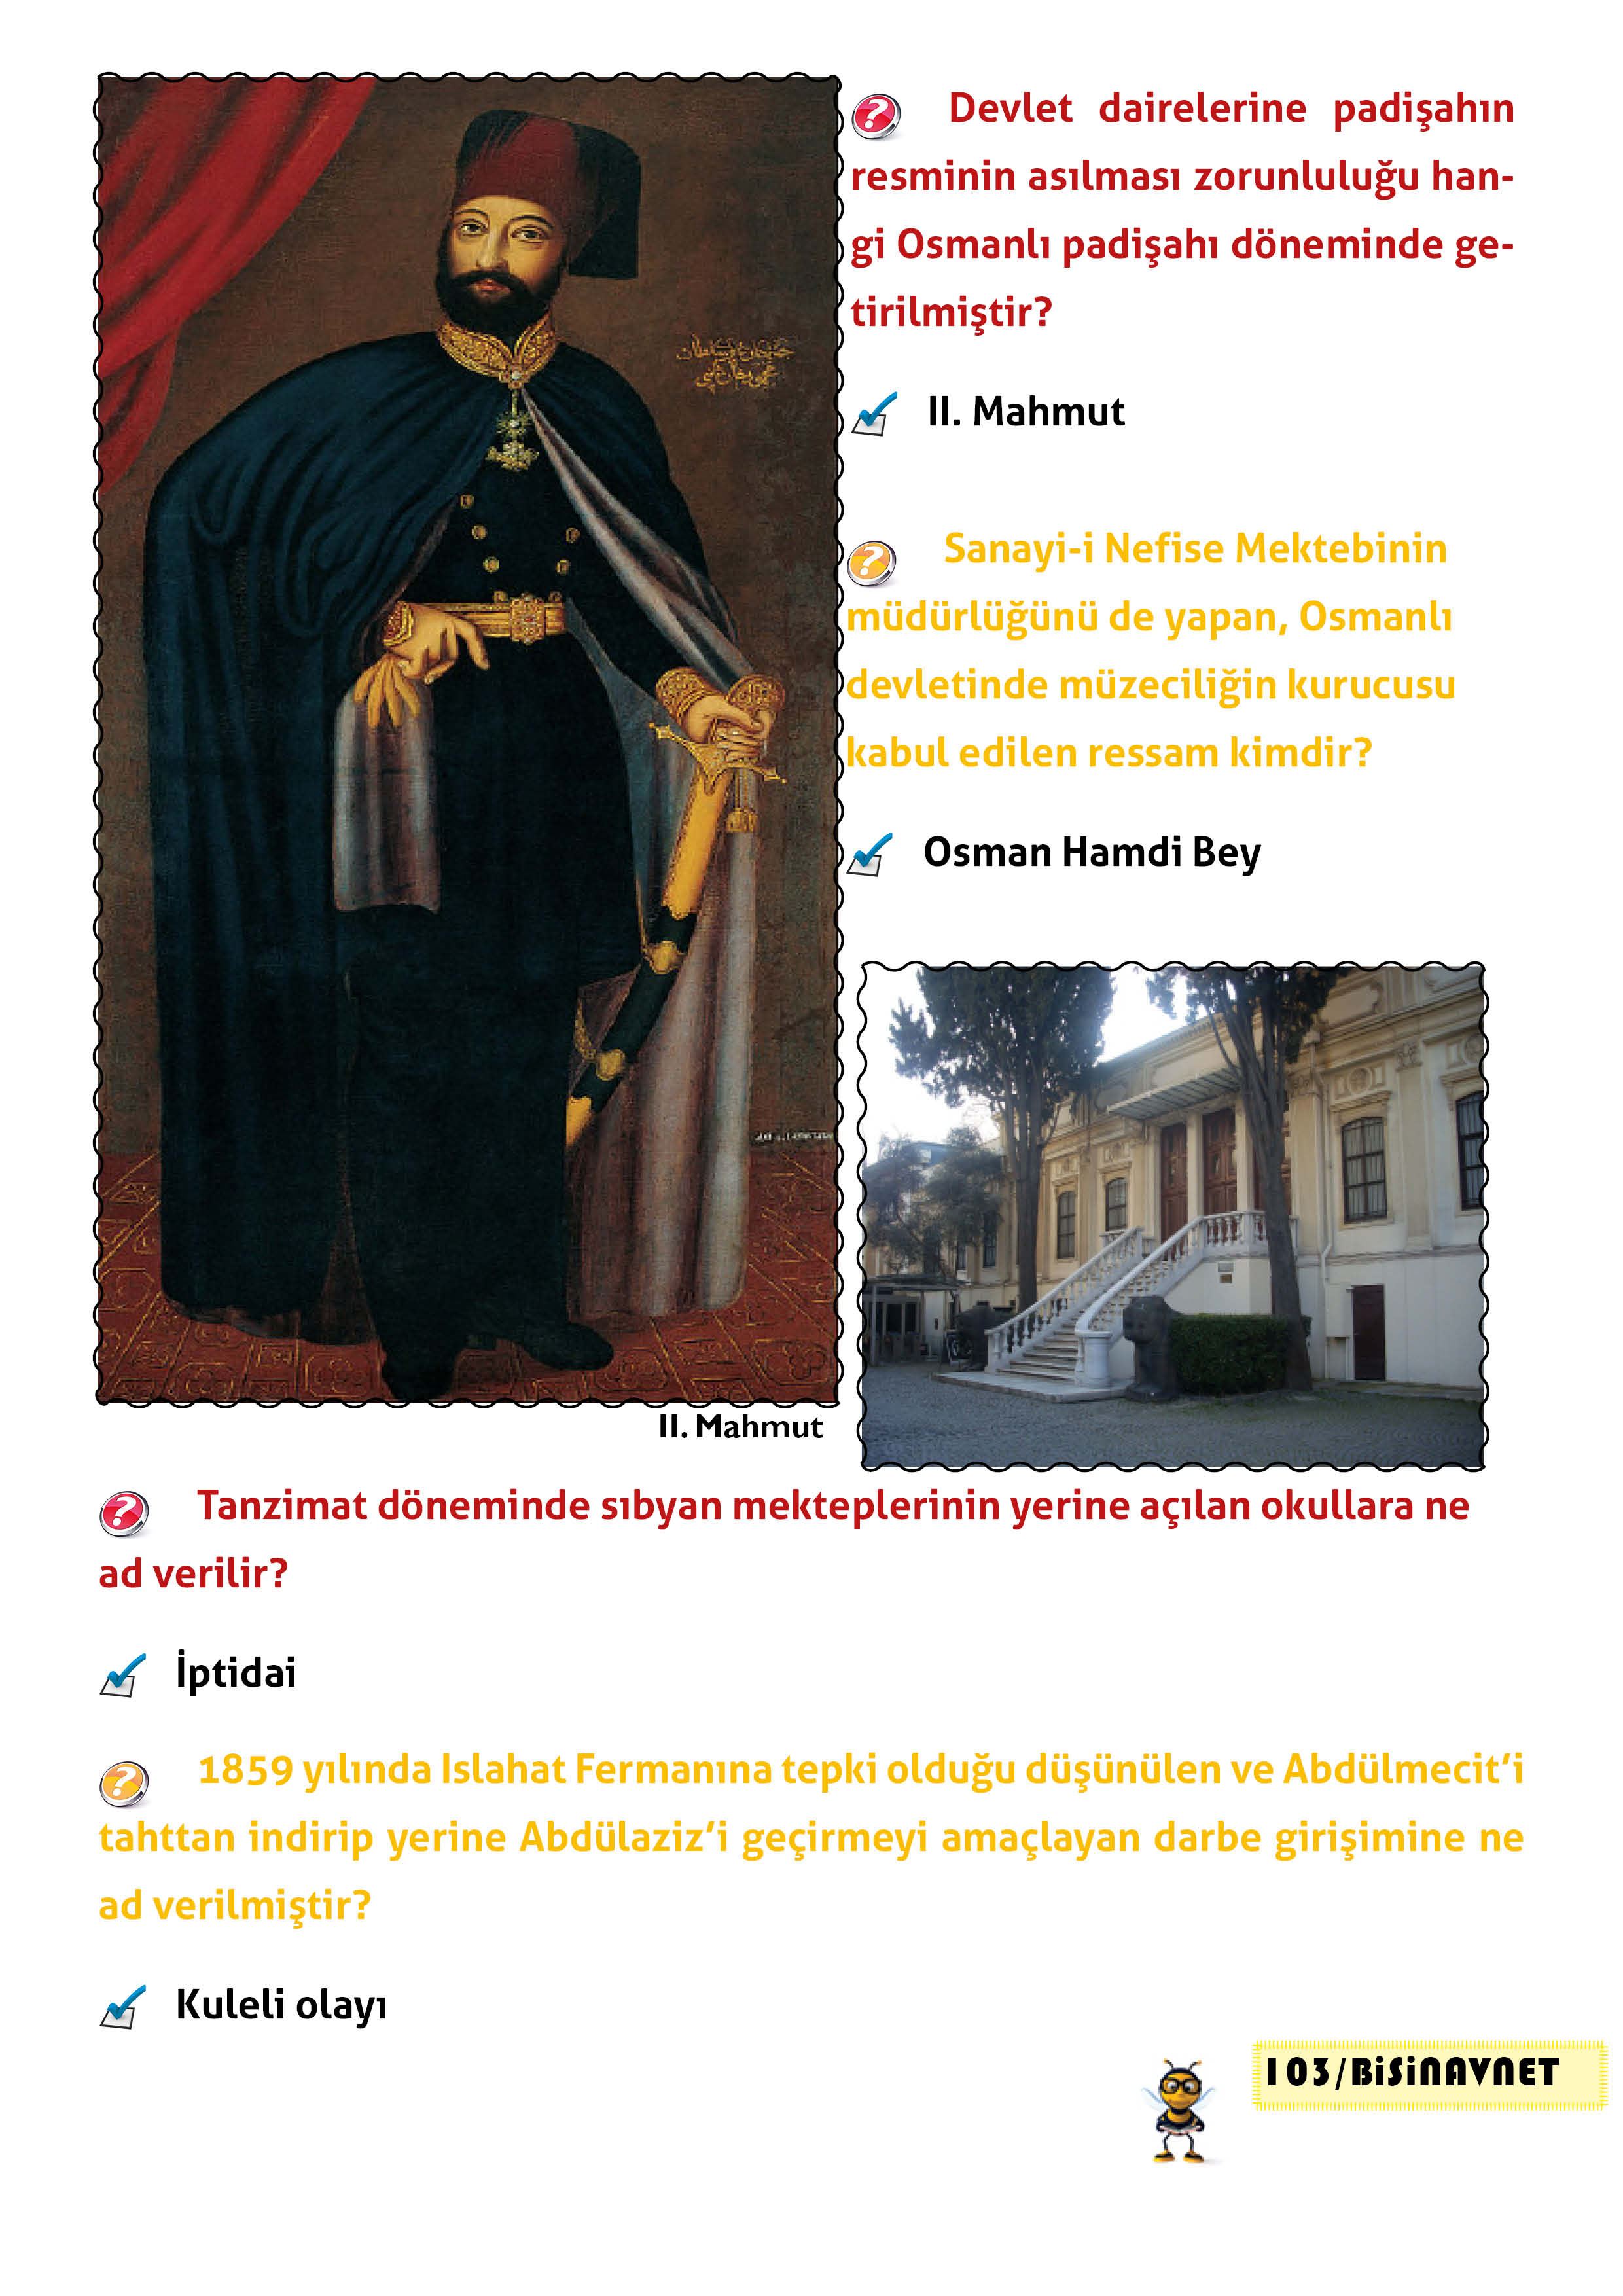 Devlet dairelerine padişahın
resminin asılması zorunluluğu han-
gi Osmanlı padişahı döneminde ge-
tirilmiştir?
II. Mahmut
Sanayi-i Nefise Mektebinin
müdürlüğünü de yapan, Osmanlı
devletinde müzeciliğin kurucusu
kabul edilen ressam kimdir?
Osman Hamdi Bey
II. Mahmut
Tanzimat döneminde sıbyan mekteplerinin yerine açılan okullara ne
ad verilir?
İptidai
1859 yılında Islahat Fermanına tepki olduğu düşünülen ve Abdülmecit’i
tahttan indirip yerine Abdülaziz’i geçirmeyi amaçlayan darbe girişimine ne
ad verilmiştir?
Kuleli olayı
103/BiSiNAVNET